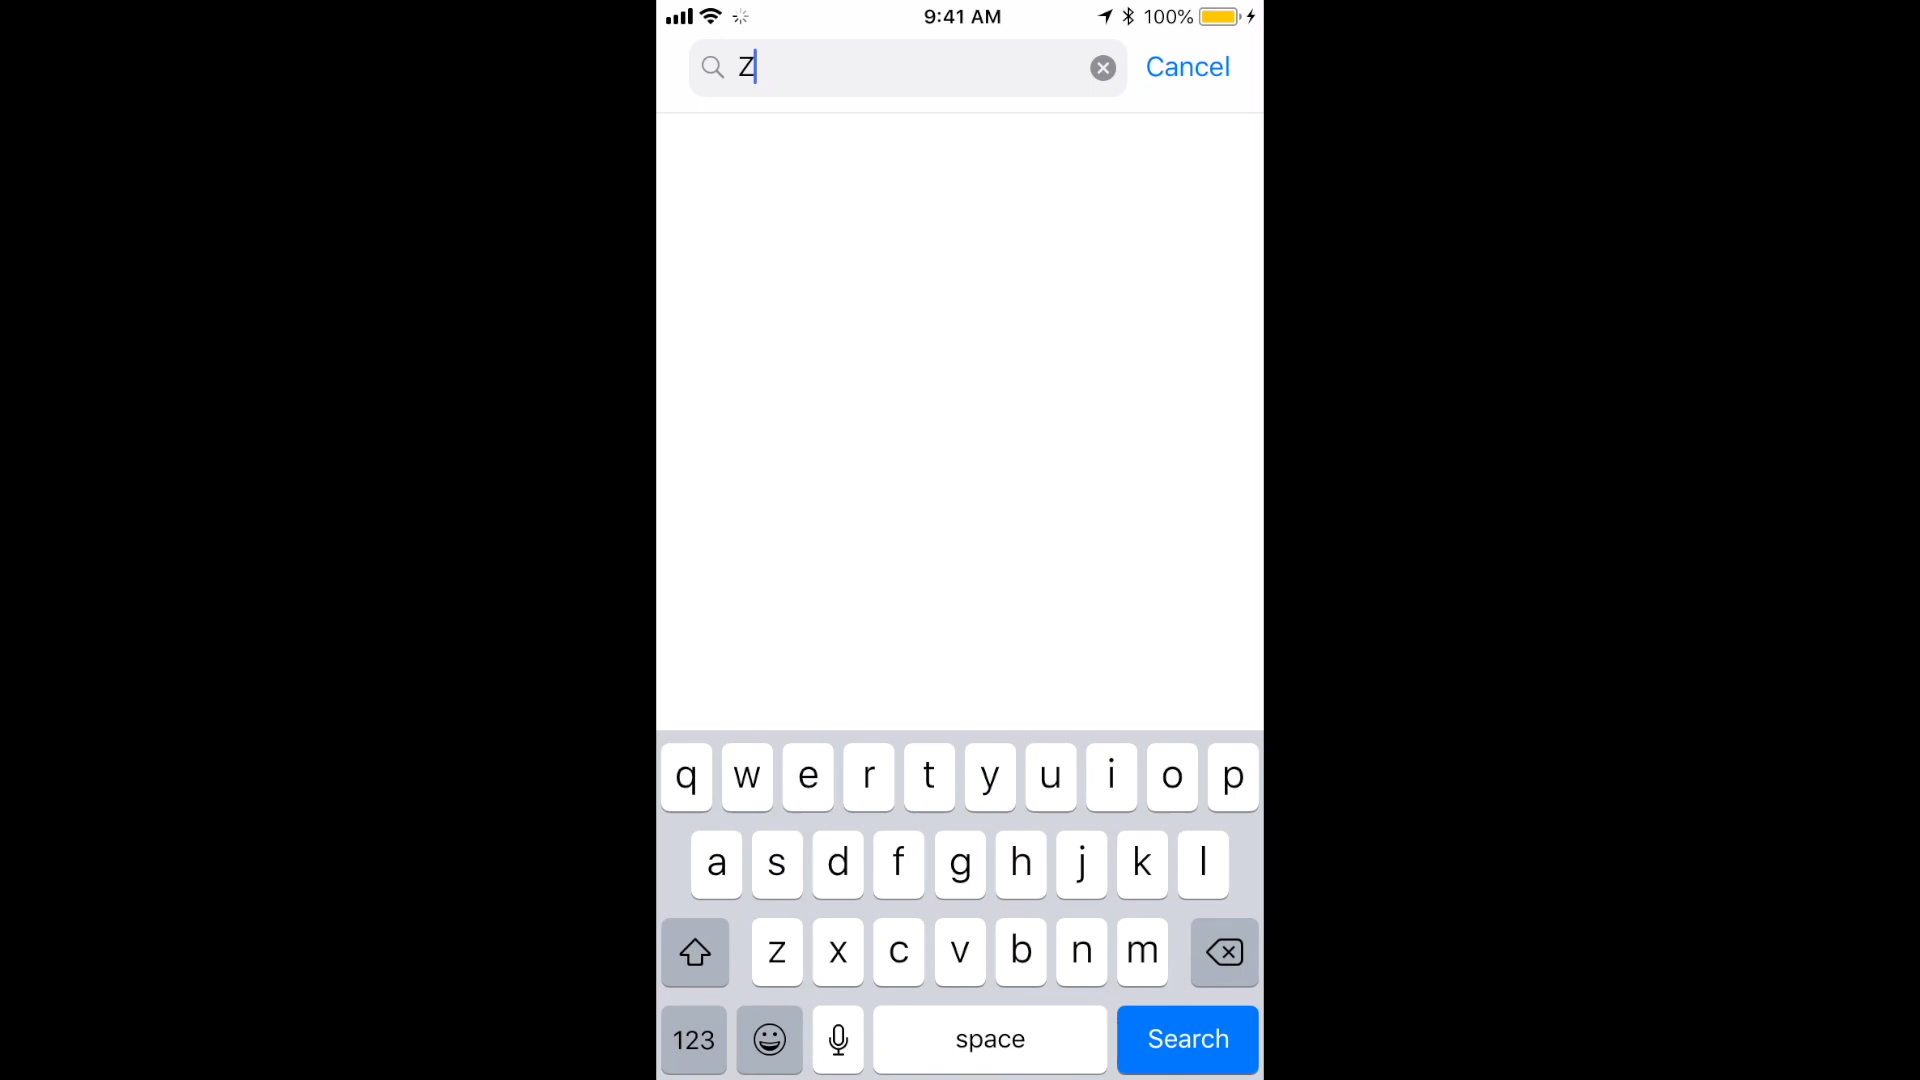 9:41 AM 100%
Z Cancel
q w e r t y u i o p
a s d f g h j k l
z x c v b n m
123 space Search